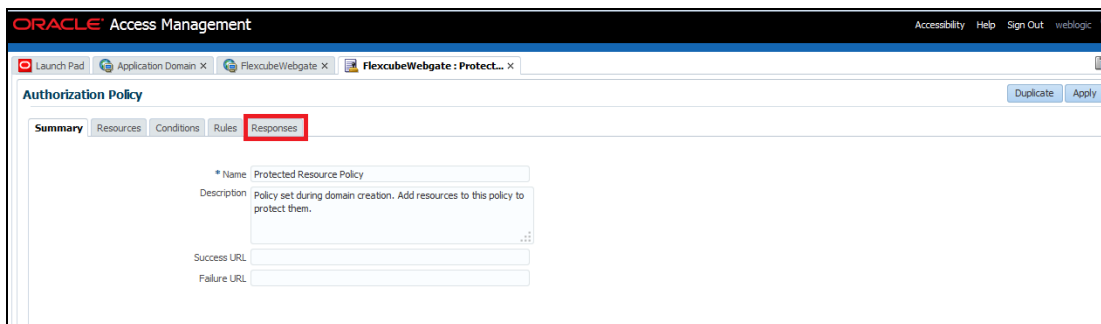 ORACLE Access Management
Accessibility Help Sign Out weblogic
Launch Pad Application Domain × FlexcubeWebgate × FlexcubeWebgate : Protect... ×
Authorization Policy
Duplicate Apply
Summary Resources Conditions Rules Responses
* Name Protected Resource Policy
Description Policy set during domain creation. Add resources to this policy to
protect them.
Success URL
Failure URL